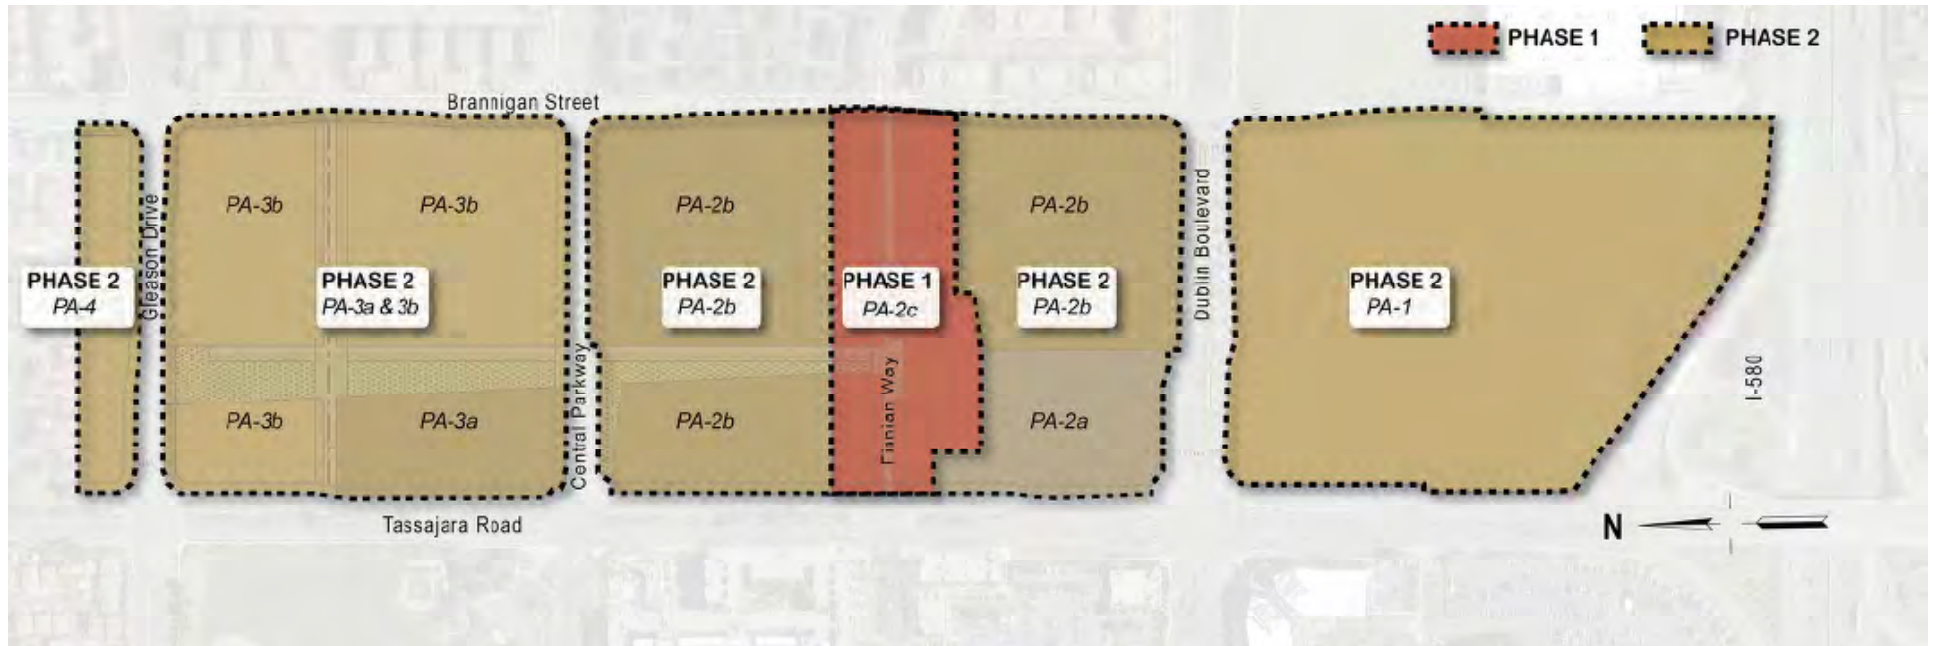 PHASE 1
PHASE 2
Brannigan Street
PA-3b
PA-3b
PA-2b
PA-2b
Gleason Drive
Dublin Boulevard
PHASE 2
PA-4
PHASE 2
PA-3a & 3b
PHASE 2
PA-2b
PHASE 1
PA-2c
PHASE 2
PA-2b
PHASE 2
PA-1
Central Parkway
Finnian Way
I-580
PA-3b
PA-3a
PA-2b
PA-2a
Tassajara Road
N